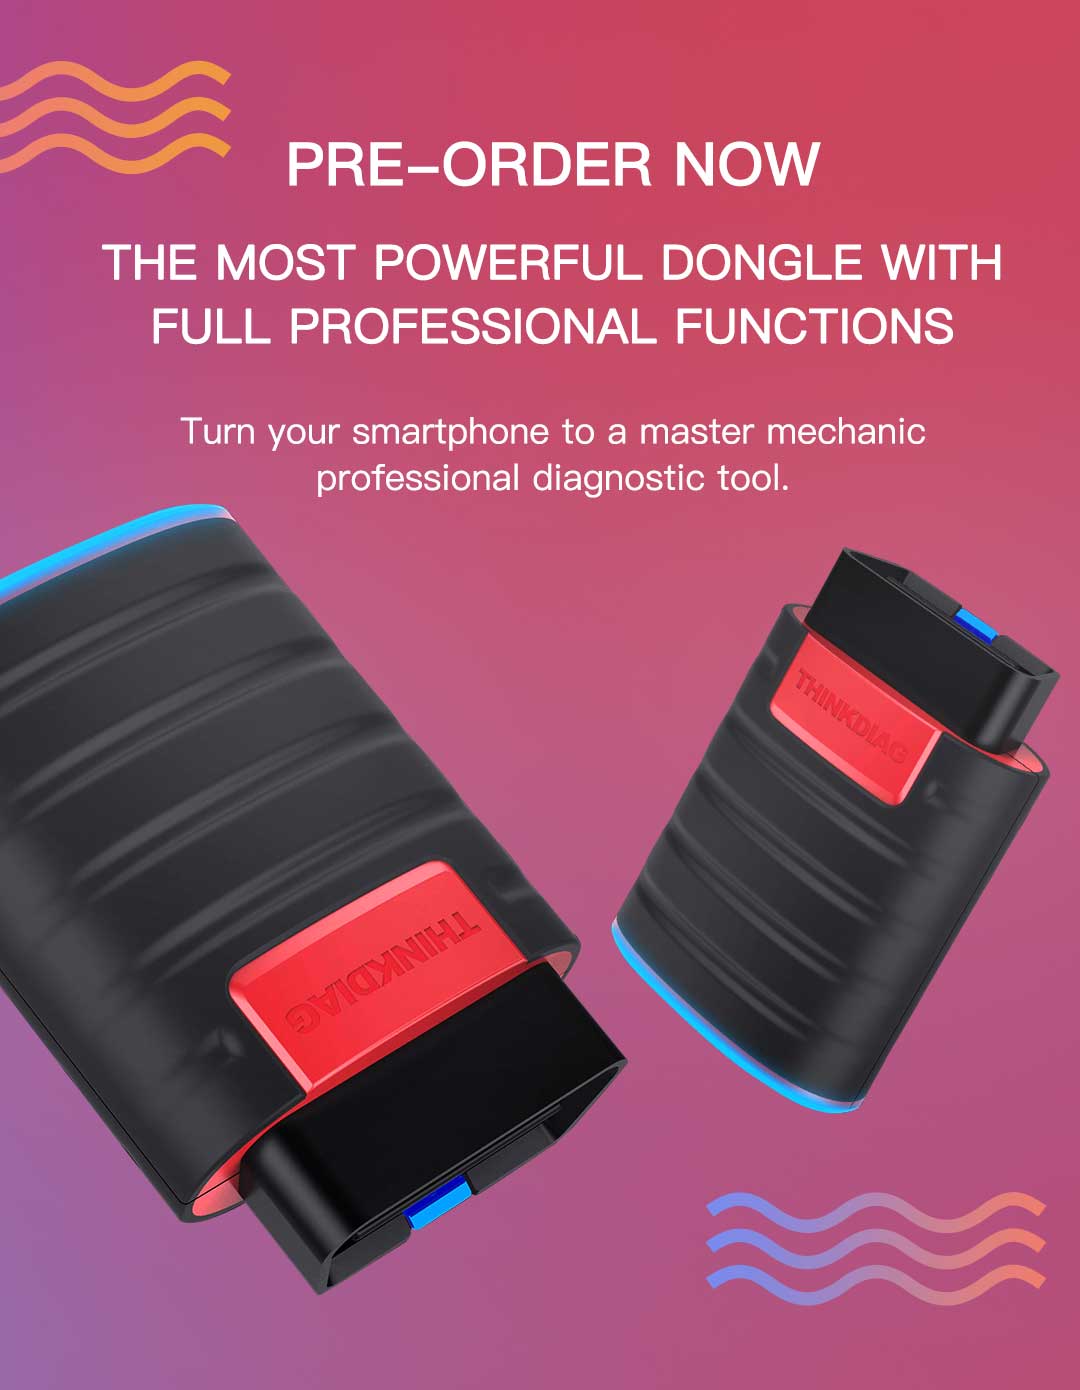 PRE-ORDER NOW
THE MOST POWERFUL DONGLE WITH
FULL PROFESSIONAL FUNCTIONS
Turn your smartphone to a master mechanic
professional diagnostic tool.
THINKDIAG
THINKDIAG